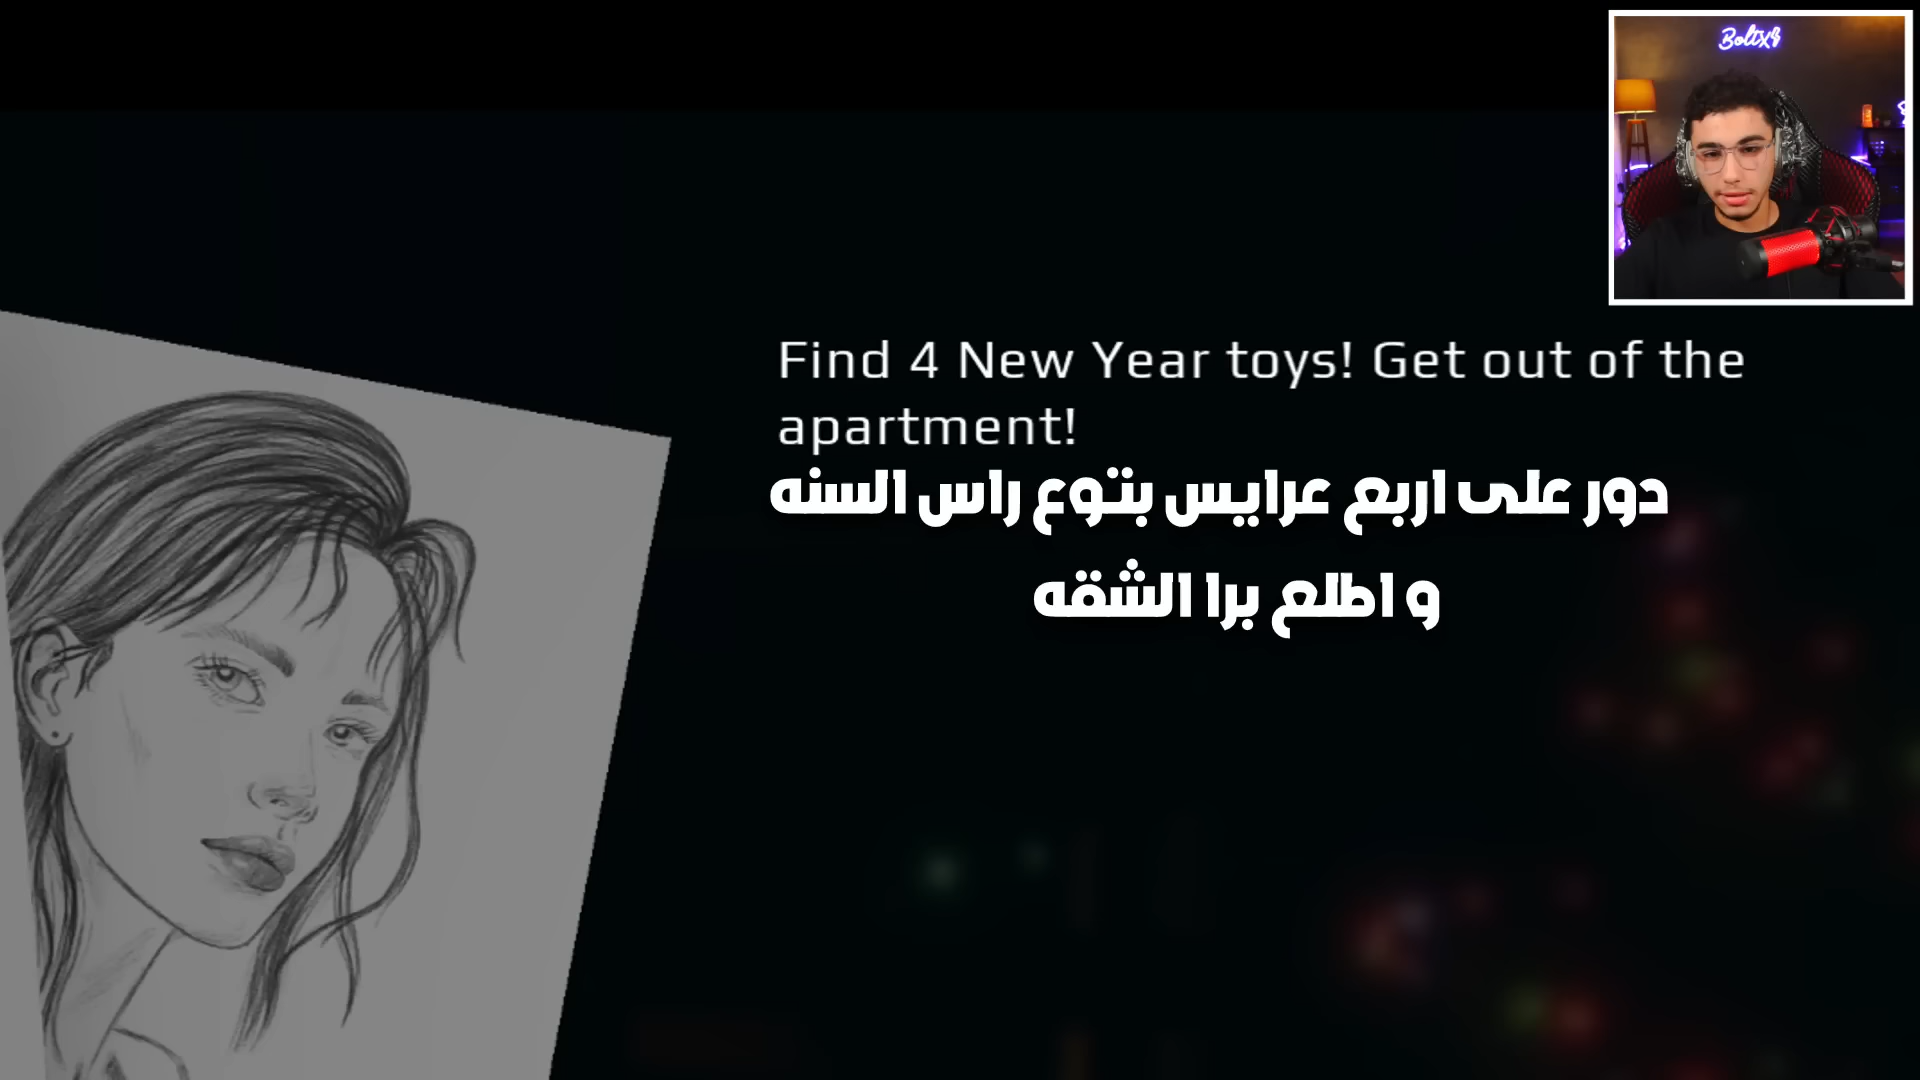 Boltx8
Find 4 New Year toys! Get out of the
apartment!
دور على اربع عرايس بتوع راس السنه
و اطلع برا الشقه